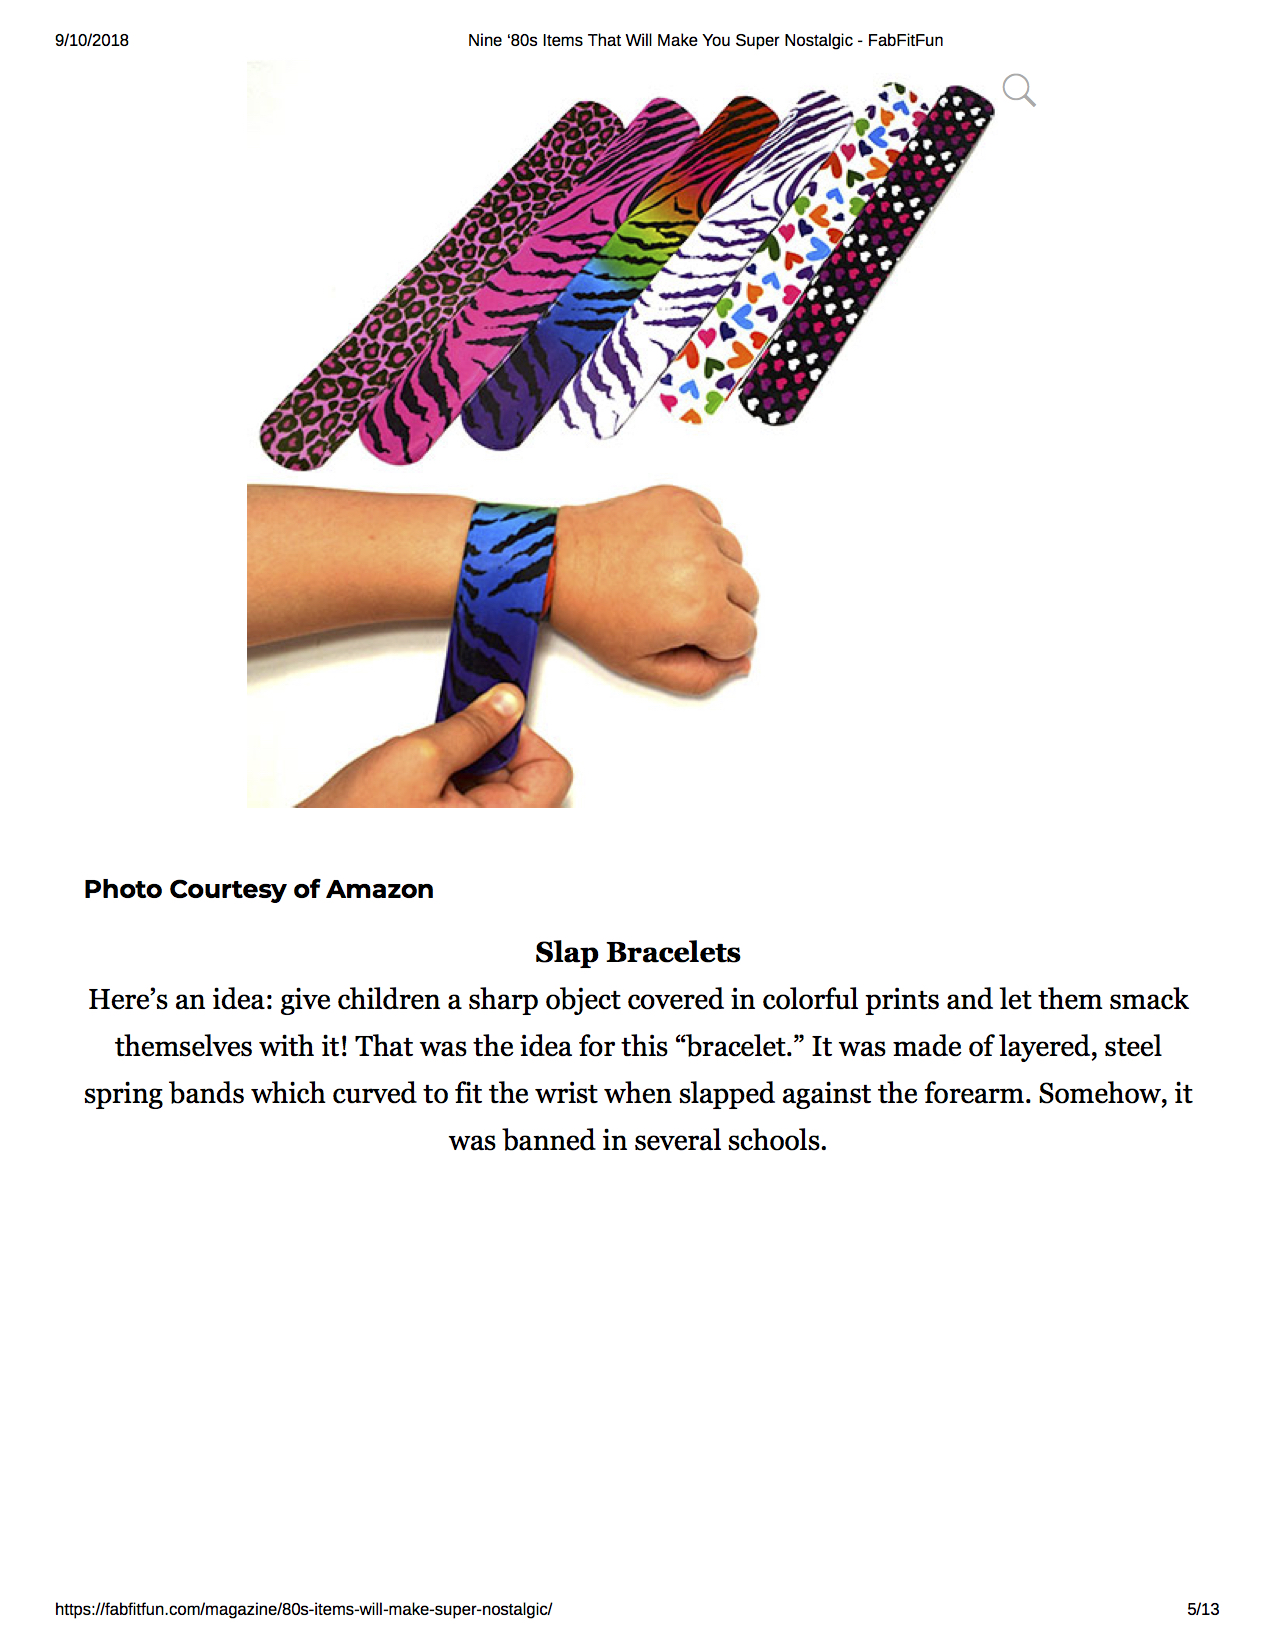 9/10/2018
Nine ‘80s Items That Will Make You Super Nostalgic - FabFitFun
Photo Courtesy of Amazon
Slap Bracelets
Here’s an idea: give children a sharp object covered in colorful prints and let them smack
themselves with it! That was the idea for this “bracelet.” It was made of layered, steel
spring bands which curved to fit the wrist when slapped against the forearm. Somehow, it
was banned in several schools.
https://fabfitfun.com/magazine/80s-items-will-make-super-nostalgic/
5/13